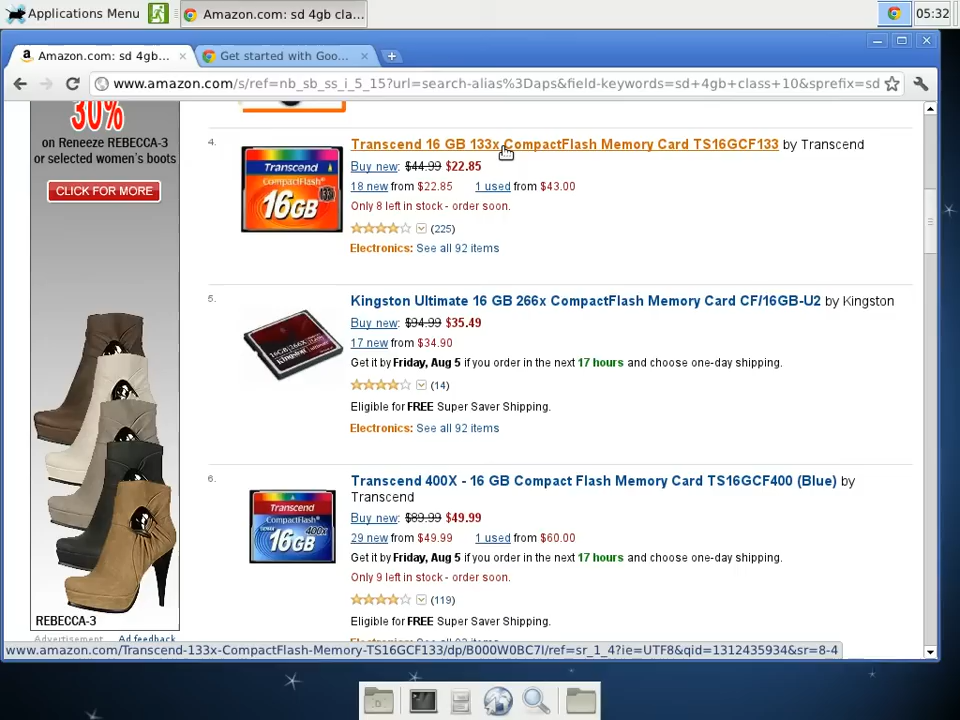 Applications Menu
Amazon.com: sd 4gb cla...
05:32
Amazon.com: sd 4gb...
Get started with Goo...
www.amazon.com/s/ref=nb_sb_ss_i_5_15?url=search-alias%3Daps&field-keywords=sd+4gb+class+10&sprefix=sd
30%
on Reneeze REBECCA-3
or selected women's boots
CLICK FOR MORE
REBECCA-3
Advertisement
Ad feedback
4.
Transcend 16 GB 133x CompactFlash Memory Card TS16GCF133 by Transcend
Buy new: $44.99 $22.85
18 new from $22.85 1 used from $43.00
Only 8 left in stock - order soon.
(225)
Electronics: See all 92 items
Transcend
CompactFlash
133x
16GB
5.
Kingston Ultimate 16 GB 266x CompactFlash Memory Card CF/16GB-U2 by Kingston
Buy new: $94.99 $35.49
17 new from $34.90
Get it by Friday, Aug 5 if you order in the next 17 hours and choose one-day shipping.
(14)
Eligible for FREE Super Saver Shipping.
Electronics: See all 92 items
6.
Transcend 400X - 16 GB Compact Flash Memory Card TS16GCF400 (Blue) by
Transcend
Buy new: $89.99 $49.99
29 new from $49.99 1 used from $60.00
Get it by Friday, Aug 5 if you order in the next 17 hours and choose one-day shipping.
Only 9 left in stock - order soon.
(119)
Eligible for FREE Super Saver Shipping.
Electronics: See all 92 items
Transcend
CompactFlash
400x
16GB
www.amazon.com/Transcend-133x-CompactFlash-Memory-TS16GCF133/dp/B000W0BC7I/ref=sr_1_4?ie=UTF8&qid=1312435934&sr=8-4